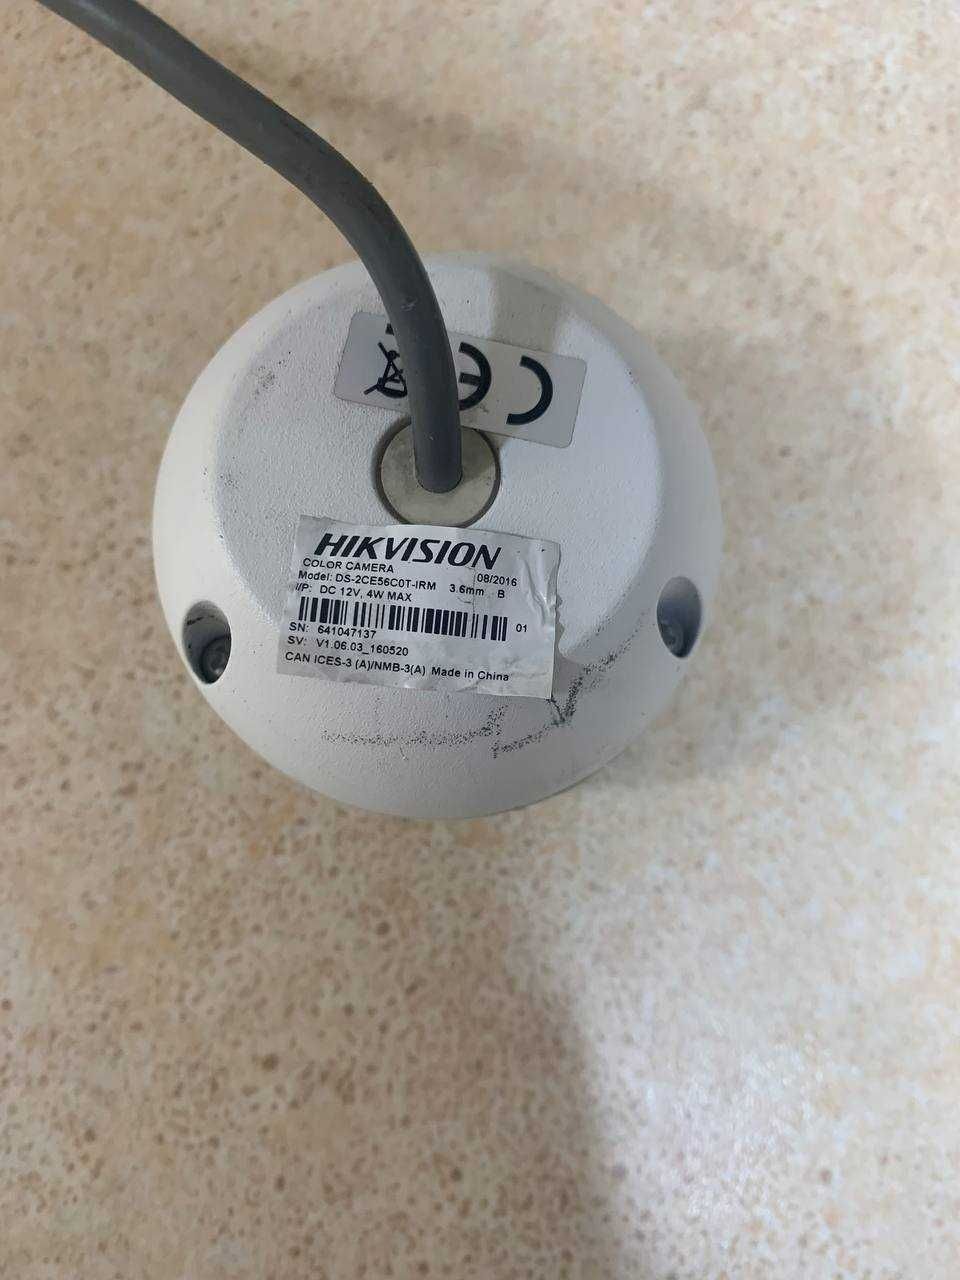 CE
HIKVISION
COLOR CAMERA 08/2016
Model: DS-2CE56C0T-IRM 3.6mm B
I/P: DC 12V, 4W MAX
01
SN: 641047137
SV: V1.06.03_160520
CAN ICES-3 (A)/NMB-3(A) Made in China